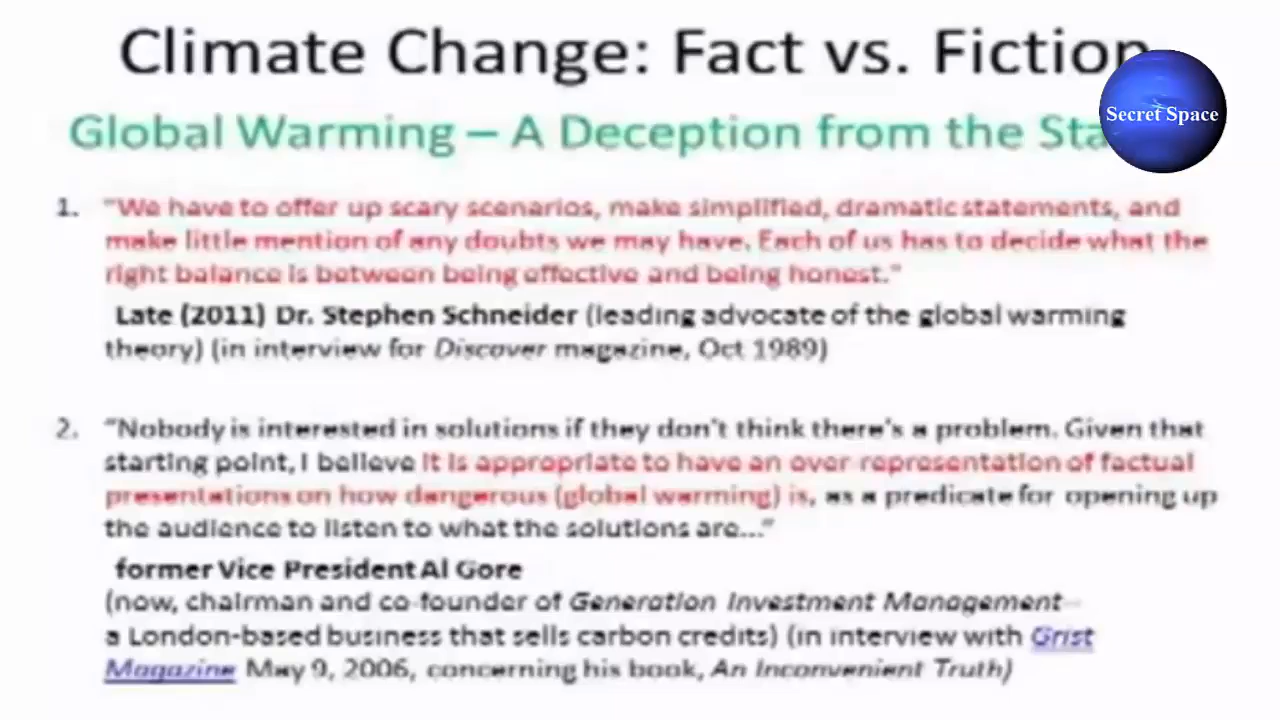 Climate Change: Fact vs. Fiction
Global Warming – A Deception from the Sta
Secret Space
1. "We have to offer up scary scenarios, make simplified, dramatic statements, and
make little mention of any doubts we may have. Each of us has to decide what the
right balance is between being effective and being honest."
Late (2011) Dr. Stephen Schneider (leading advocate of the global warming
theory) (in interview for Discover magazine, Oct 1989)
2. "Nobody is interested in solutions if they don't think there's a problem. Given that
starting point, I believe it is appropriate to have an over-representation of factual
presentations on how dangerous (global warming) is, as a predicate for opening up
the audience to listen to what the solutions are..."
former Vice President Al Gore
(now, chairman and co-founder of Generation Investment Management–
a London-based business that sells carbon credits) (in interview with Grist
Magazine May 9, 2006, concerning his book, An Inconvenient Truth)